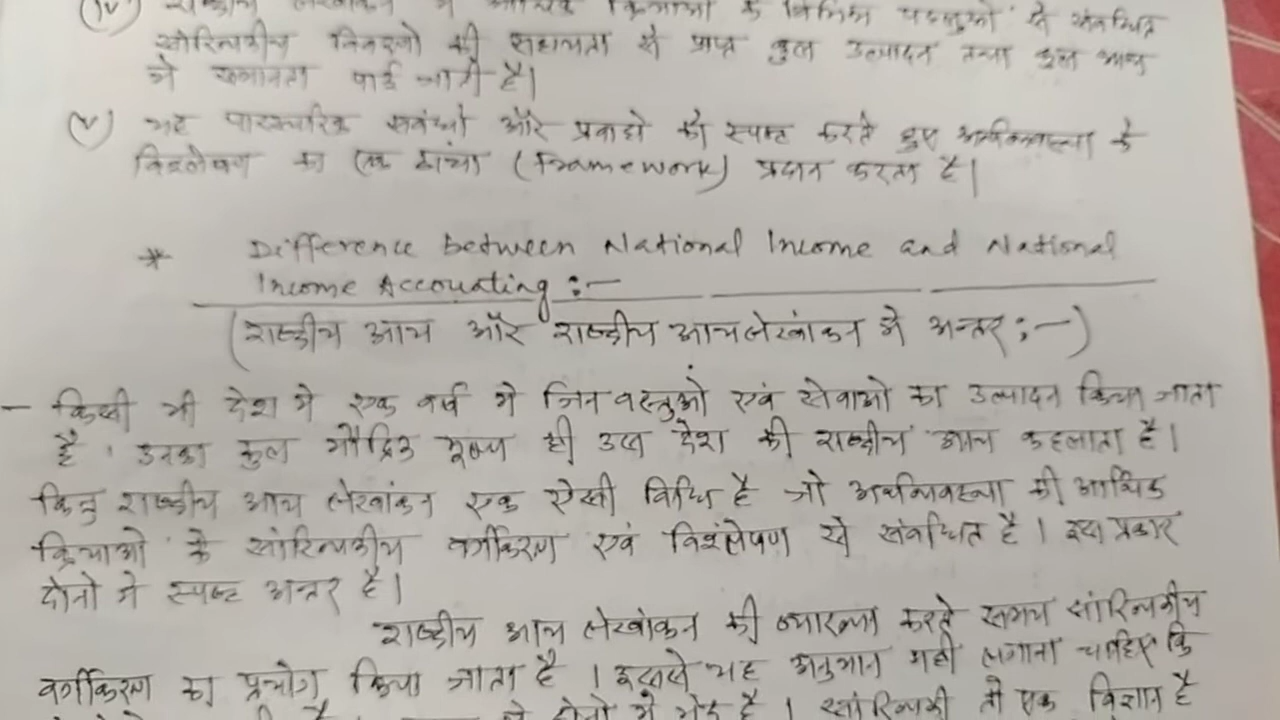 (iv) राष्ट्रीय लेखांकन में आर्थिक क्रियाओं के विभिन्न पहलुओं से संबंधित
सांख्यिकीय विवरणों की सहायता से प्राप्त कुल उत्पादन तथा कुल आय
में समानता पाई जाती है।
(v) यह पारस्परिक संबंधों और प्रवाहों को स्पष्ट करते हुए अर्थव्यवस्था के
विश्लेषण का एक ढांचा (Framework) प्रदान करता है।
* Difference between National Income and National
Income Accounting :-
(राष्ट्रीय आय और राष्ट्रीय आय लेखांकन में अन्तर :-)
- किसी भी देश में एक वर्ष में जिन वस्तुओं एवं सेवाओं का उत्पादन किया जाता
है, उनका कुल मौद्रिक मूल्य ही उस देश की राष्ट्रीय आय कहलाता है।
किन्तु राष्ट्रीय आय लेखांकन एक ऐसी विधि है जो अर्थव्यवस्था की आर्थिक
क्रियाओं के सांख्यिकीय वर्गीकरण एवं विश्लेषण से संबंधित है। इस प्रकार
दोनों में स्पष्ट अन्तर है।
राष्ट्रीय आय लेखांकन की व्याख्या करते समय सांख्यिकीय
वर्गीकरण का प्रयोग किया जाता है। इससे यह अनुमान नहीं लगाना चाहिए कि
दोनों में भेद है। सांख्यिकी तो एक विज्ञान है